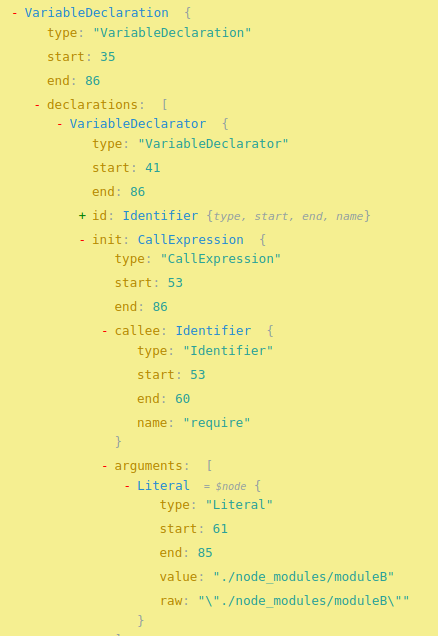 - VariableDeclaration {
type: "VariableDeclaration"
start: 35
end: 86
- declarations: [
- VariableDeclarator {
type: "VariableDeclarator"
start: 41
end: 86
+ id: Identifier {type, start, end, name}
- init: CallExpression {
type: "CallExpression"
start: 53
end: 86
- callee: Identifier {
type: "Identifier"
start: 53
end: 60
name: "require"
}
- arguments: [
- Literal = $node {
type: "Literal"
start: 61
end: 85
value: "./node_modules/moduleB"
raw: "\"./node_modules/moduleB\""
}